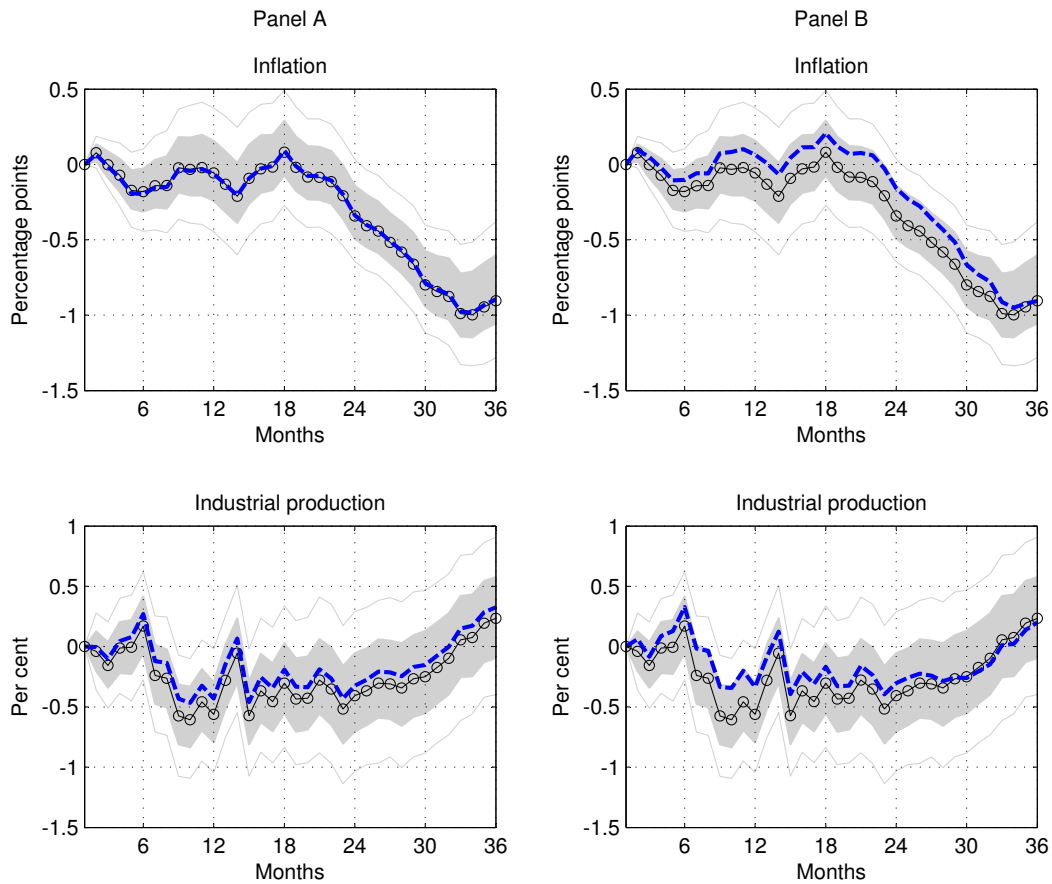 Panel A
Panel B
Inflation
0.5
0
-0.5
-1
-1.5
Percentage points
6 12 18 24 30 36
Months
Inflation
0.5
0
-0.5
-1
-1.5
Percentage points
6 12 18 24 30 36
Months
Industrial production
1
0.5
0
-0.5
-1
-1.5
Per cent
6 12 18 24 30 36
Months
Industrial production
1
0.5
0
-0.5
-1
-1.5
Per cent
6 12 18 24 30 36
Months